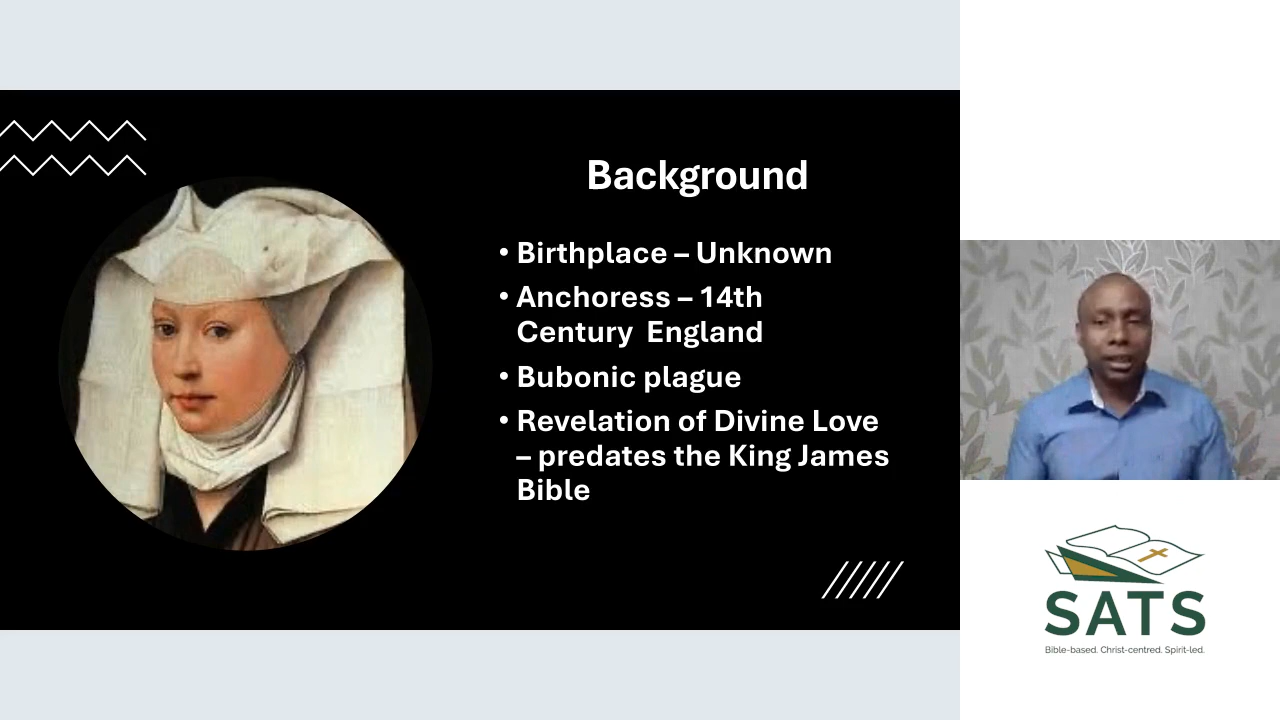 Background
• Birthplace – Unknown
• Anchoress – 14th
Century  England
• Bubonic plague
• Revelation of Divine Love
– predates the King James
Bible
SATS
Bible-based. Christ-centred. Spirit-led.